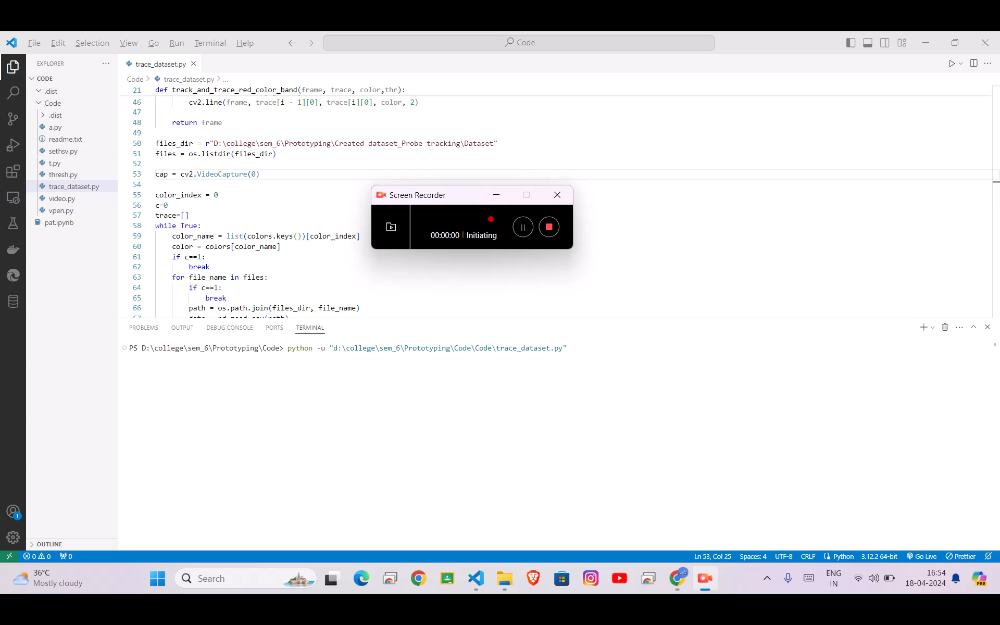 File Edit Selection View Go Run Terminal Help
Code
EXPLORER
CODE
.dist
Code
.dist
a.py
readme.txt
sethsv.py
t.py
thresh.py
trace_dataset.py
video.py
vpen.py
pat.ipynb
OUTLINE
trace_dataset.py
Code > trace_dataset.py > ...
21 def track_and_trace_red_color_band(frame, trace, color,thr):
46 cv2.line(frame, trace[i - 1][0], trace[i][0], color, 2)
47
48 return frame
49
50 files_dir = r"D:\college\sem_6\Prototyping\Created dataset_Probe tracking\Dataset"
51 files = os.listdir(files_dir)
52
53 cap = cv2.VideoCapture(0)
54
55 color_index = 0
56 c=0
57 trace=[]
58 while True:
59 color_name = list(colors.keys())[color_index]
60 color = colors[color_name]
61 if c==1:
62 break
63 for file_name in files:
64 if c==1:
65 break
66 path = os.path.join(files_dir, file_name)
Screen Recorder
00:00:00 | Initiating
PROBLEMS OUTPUT DEBUG CONSOLE PORTS TERMINAL
PS D:\college\sem_6\Prototyping\Code> python -u "d:\college\sem_6\Prototyping\Code\Code\trace_dataset.py"
1
0 0 0 Ln 53, Col 25 Spaces: 4 UTF-8 CRLF Python 3.12.2 64-bit Go Live Prettier
36°C
Mostly cloudy
Search
ENG
IN
16:54
18-04-2024
PRE